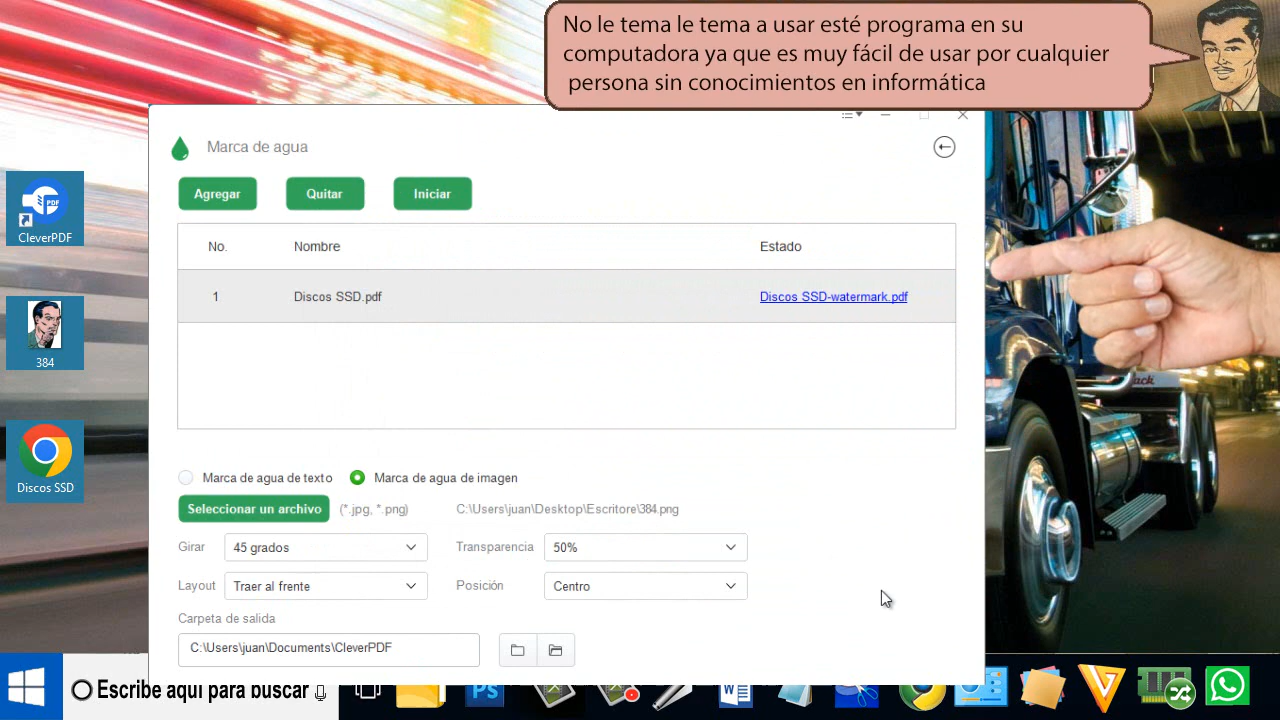 No le tema le tema a usar esté programa en su
computadora ya que es muy fácil de usar por cualquier
persona sin conocimientos en informática
Marca de agua
Agregar Quitar Iniciar
No. Nombre Estado
1 Discos SSD.pdf Discos SSD-watermark.pdf
Marca de agua de texto Marca de agua de imagen
Seleccionar un archivo (*.jpg, *.png) C:\Users\juan\Desktop\Escritore\384.png
Girar 45 grados Transparencia 50%
Layout Traer al frente Posición Centro
Carpeta de salida
C:\Users\juan\Documents\CleverPDF
PDF
CleverPDF
384
Discos SSD
Escribe aquí para buscar
Ps
W